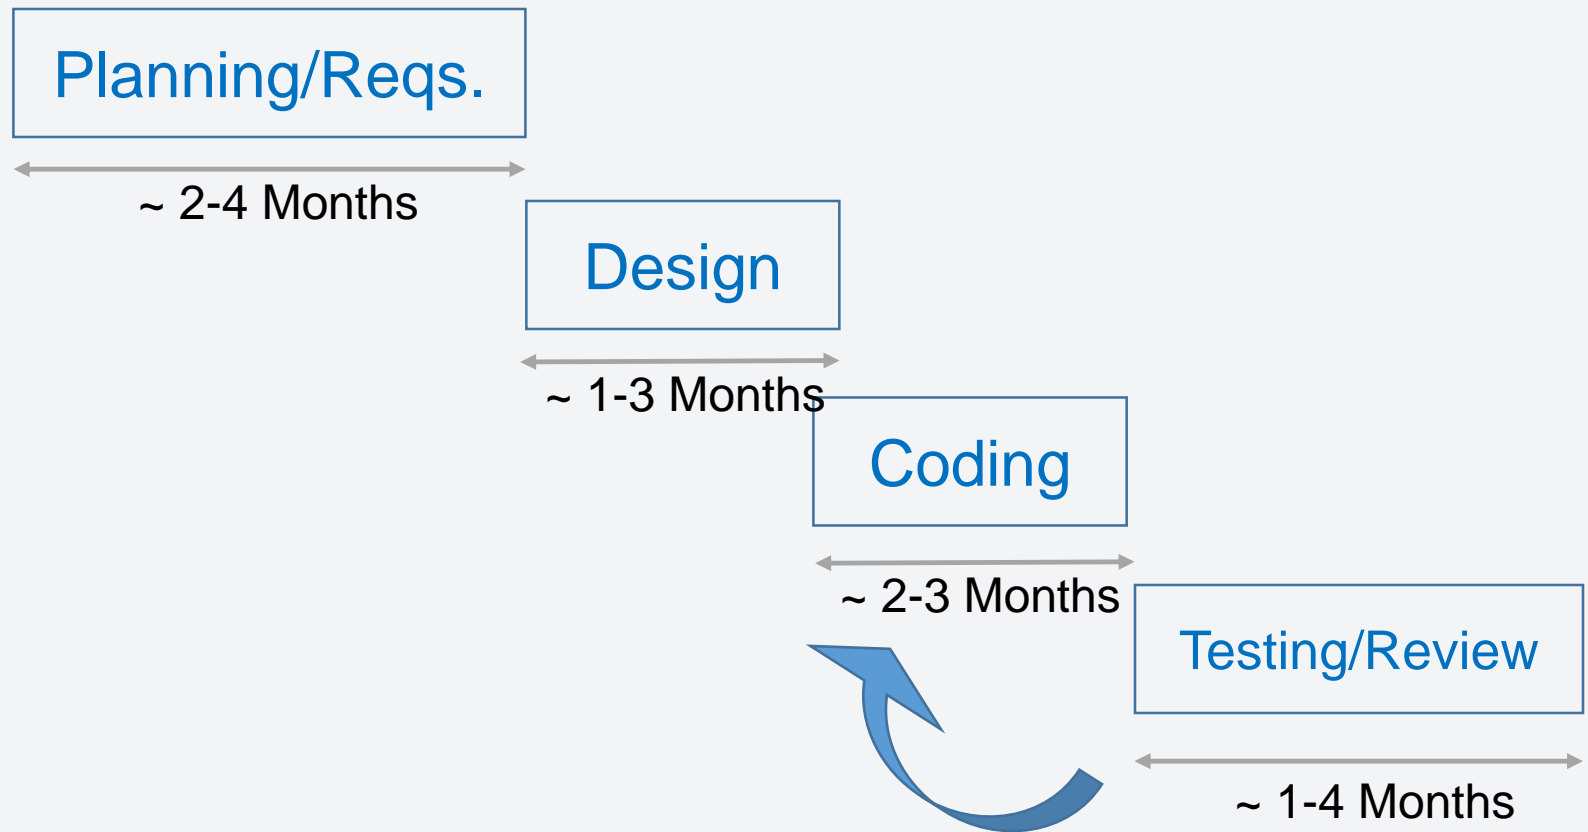 Planning/Reqs.
~ 2-4 Months
Design
~ 1-3 Months
Coding
~ 2-3 Months
Testing/Review
~ 1-4 Months